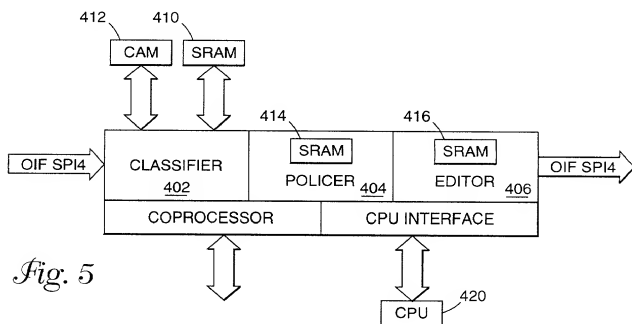 412
410
CAM
SRAM
414
416
SRAM
SRAM
OIF SPI4
CLASSIFIER
402
POLICER
404
EDITOR
406
OIF SPI4
COPROCESSOR
CPU INTERFACE
Fig. 5
CPU
420